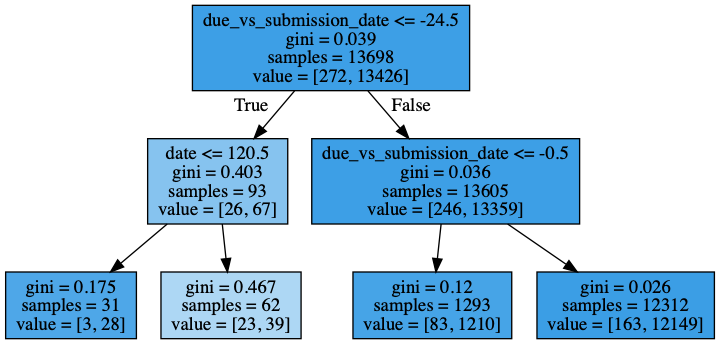 due_vs_submission_date <= -24.5
gini = 0.039
samples = 13698
value = [272, 13426]
True
False
date <= 120.5
gini = 0.403
samples = 93
value = [26, 67]
due_vs_submission_date <= -0.5
gini = 0.036
samples = 13605
value = [246, 13359]
gini = 0.175
samples = 31
value = [3, 28]
gini = 0.467
samples = 62
value = [23, 39]
gini = 0.12
samples = 1293
value = [83, 1210]
gini = 0.026
samples = 12312
value = [163, 12149]